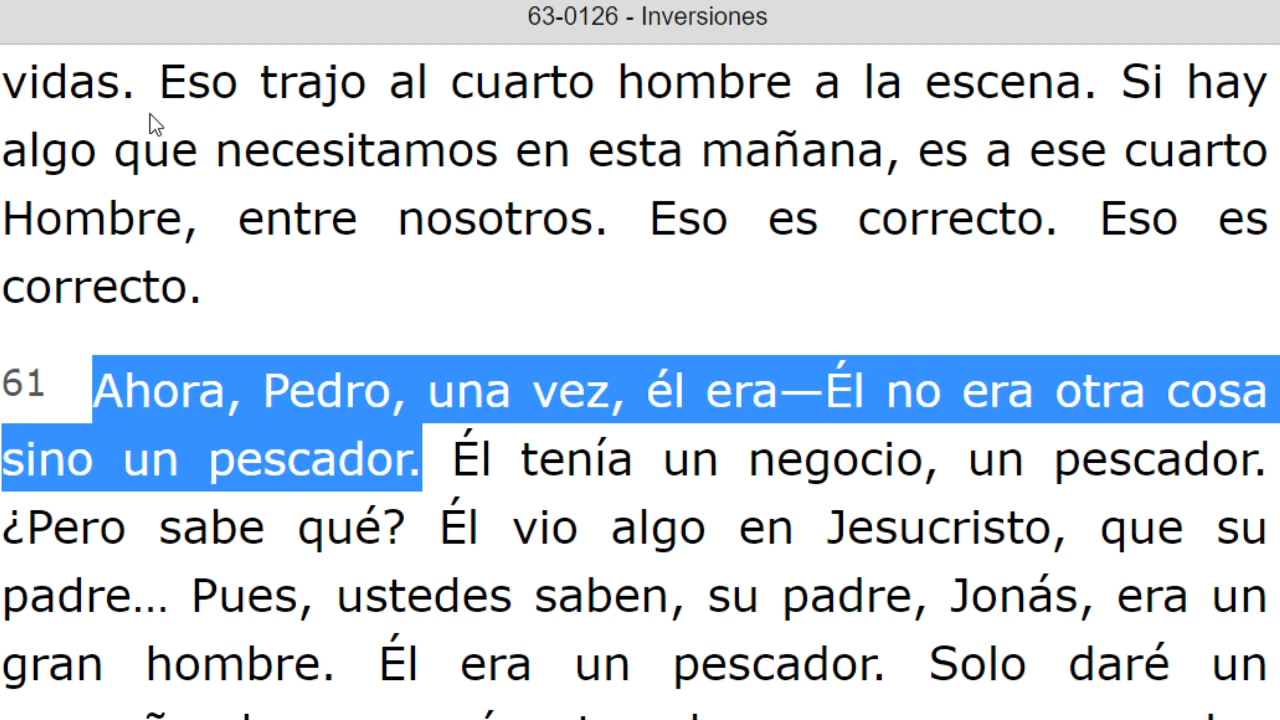 63-0126 - Inversiones
vidas. Eso trajo al cuarto hombre a la escena. Si hay
algo que necesitamos en esta mañana, es a ese cuarto
Hombre, entre nosotros. Eso es correcto. Eso es
correcto.
61 Ahora, Pedro, una vez, él era—Él no era otra cosa
sino un pescador. Él tenía un negocio, un pescador.
¿Pero sabe qué? Él vio algo en Jesucristo, que su
padre… Pues, ustedes saben, su padre, Jonás, era un
gran hombre. Él era un pescador. Solo daré un